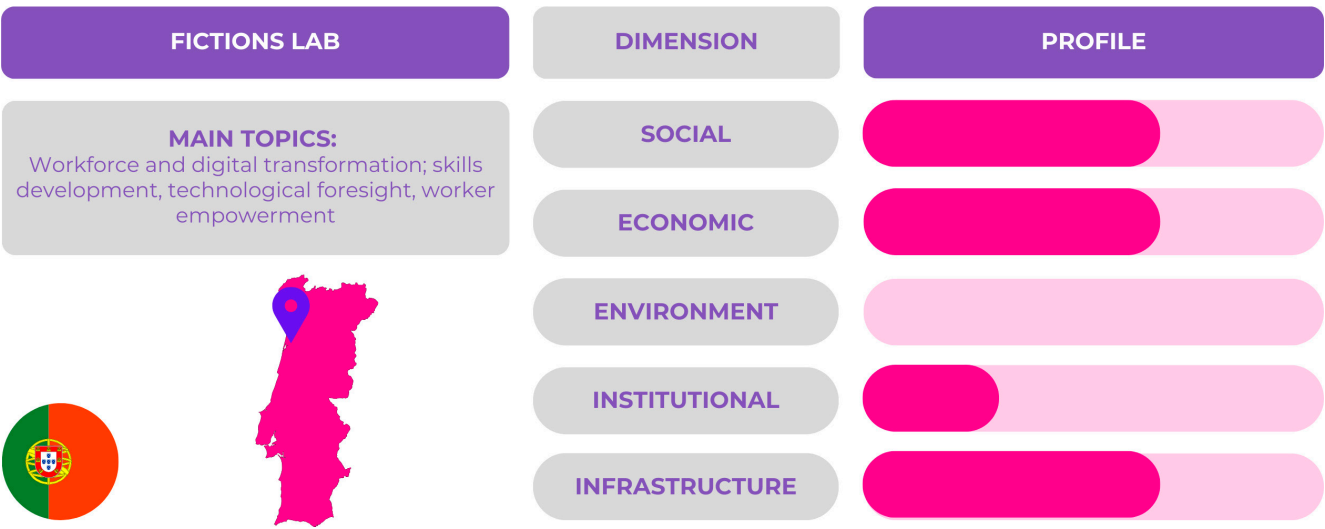 FICTIONS LAB
DIMENSION
PROFILE
MAIN TOPICS:
Workforce and digital transformation; skills
development, technological foresight, worker
empowerment
SOCIAL
ECONOMIC
ENVIRONMENT
INSTITUTIONAL
INFRASTRUCTURE